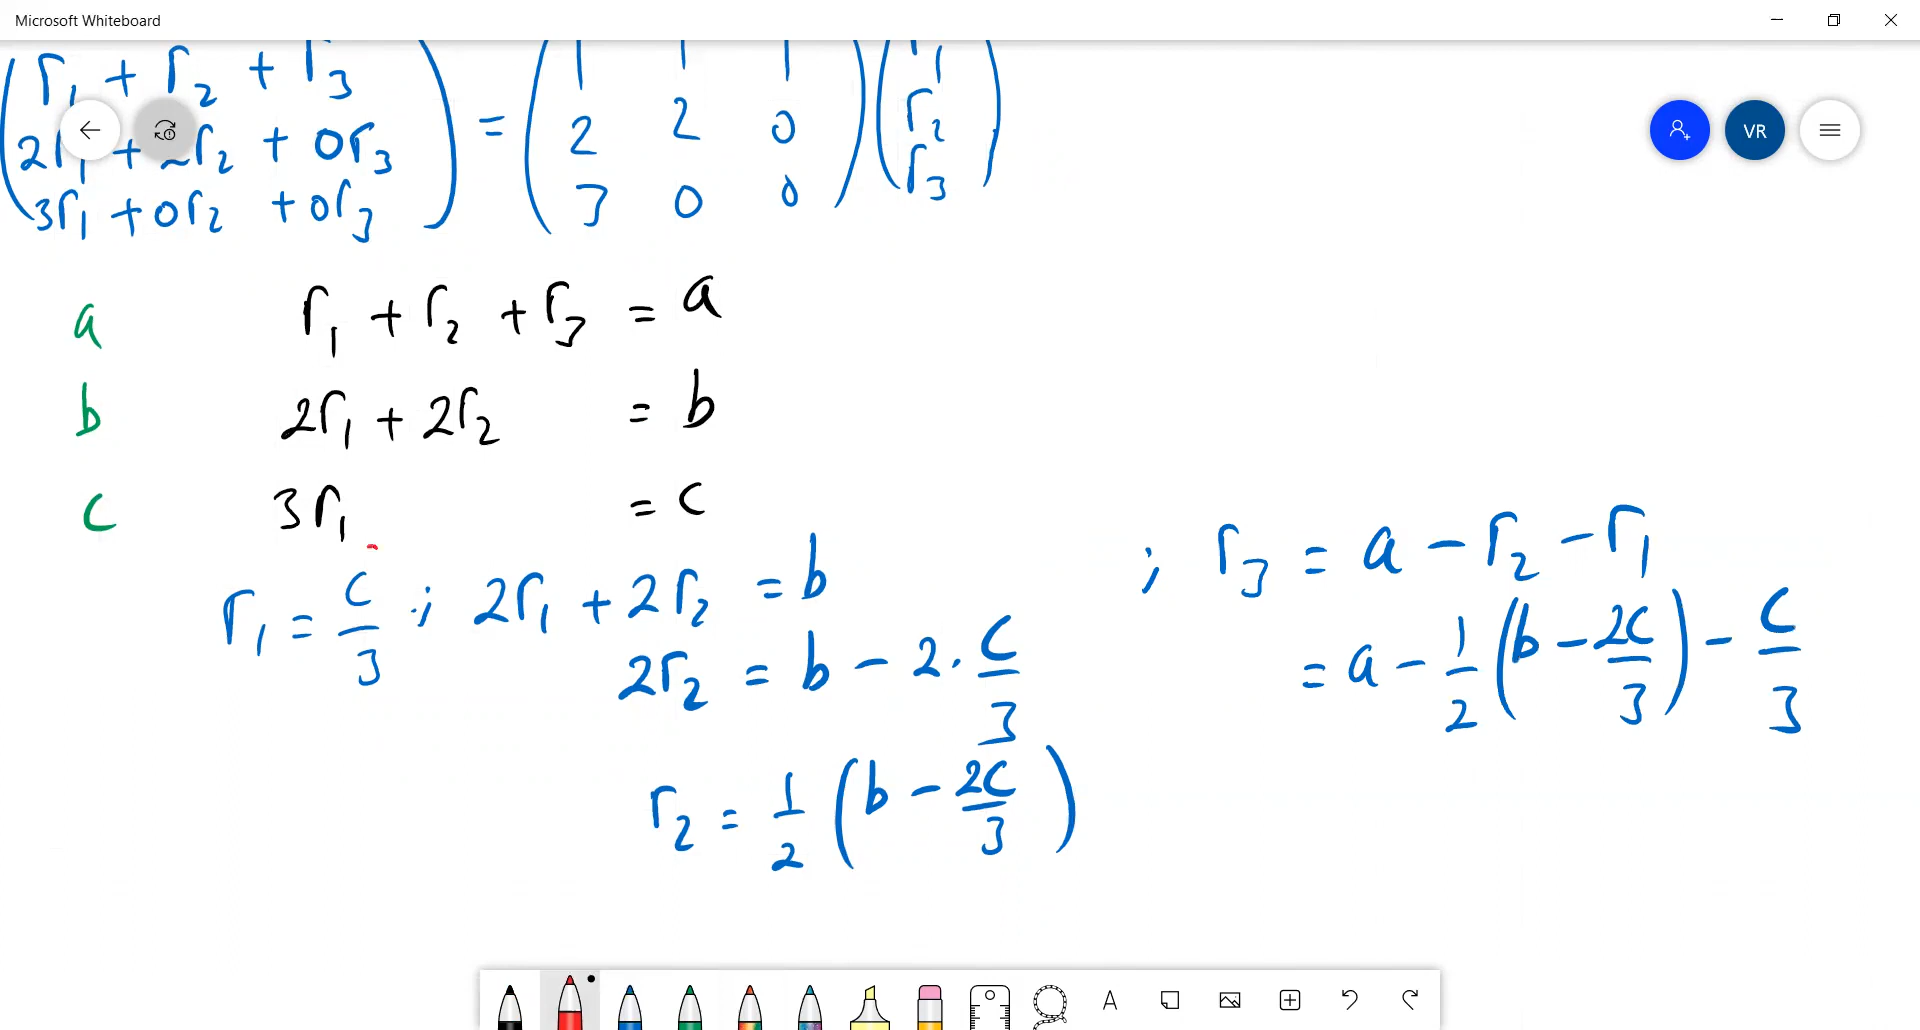 Microsoft Whiteboard
VR
r₁ + r₂ + r₃
2r₁ + 2r₂ + 0r₃
3r₁ + 0r₂ + 0r₃
=
1 1 1
2 2 0
3 0 0
r₁
r₂
r₃
a r₁ + r₂ + r₃ = a
b 2r₁ + 2r₂ = b
c 3r₁ = c
r₁ = c/3 ; 2r₁ + 2r₂ = b
2r₂ = b - 2 · c/3
r₂ = 1/2 (b - 2c/3)
; r₃ = a - r₂ - r₁
= a - 1/2 (b - 2c/3) - c/3